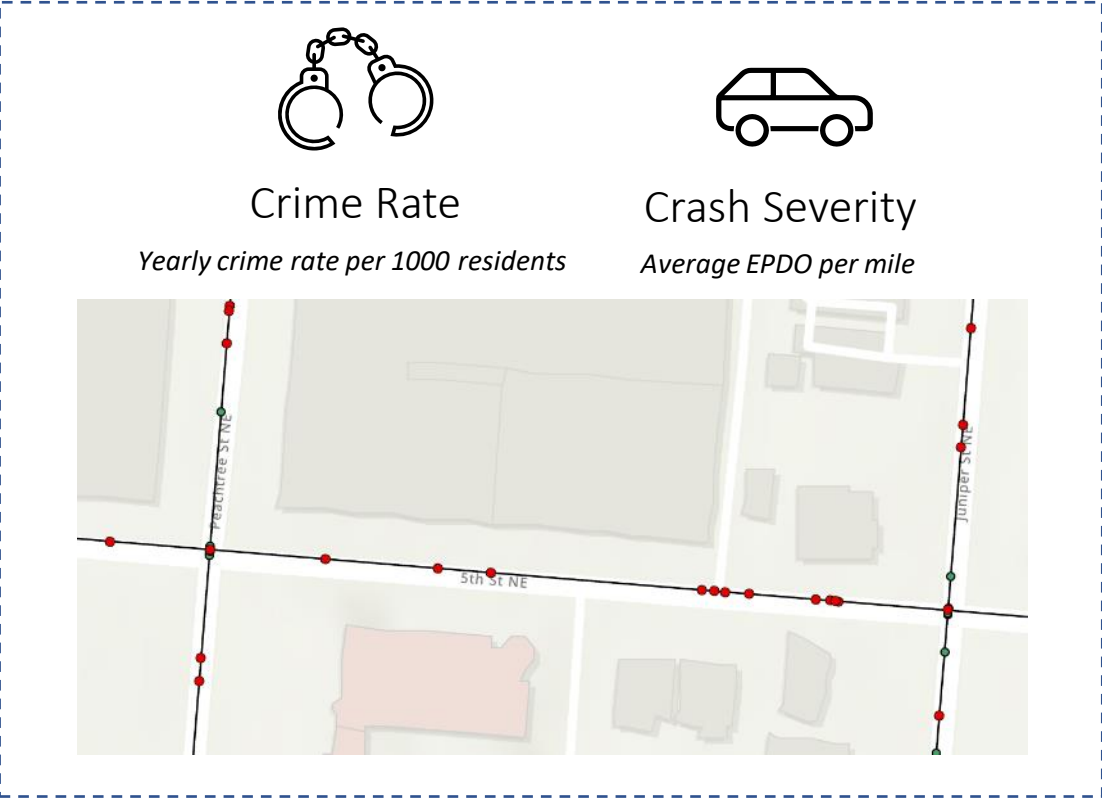 Crime Rate
Crash Severity
Yearly crime rate per 1000 residents
Average EPDO per mile
Peachtree St NE
Juniper St NE
5th St NE